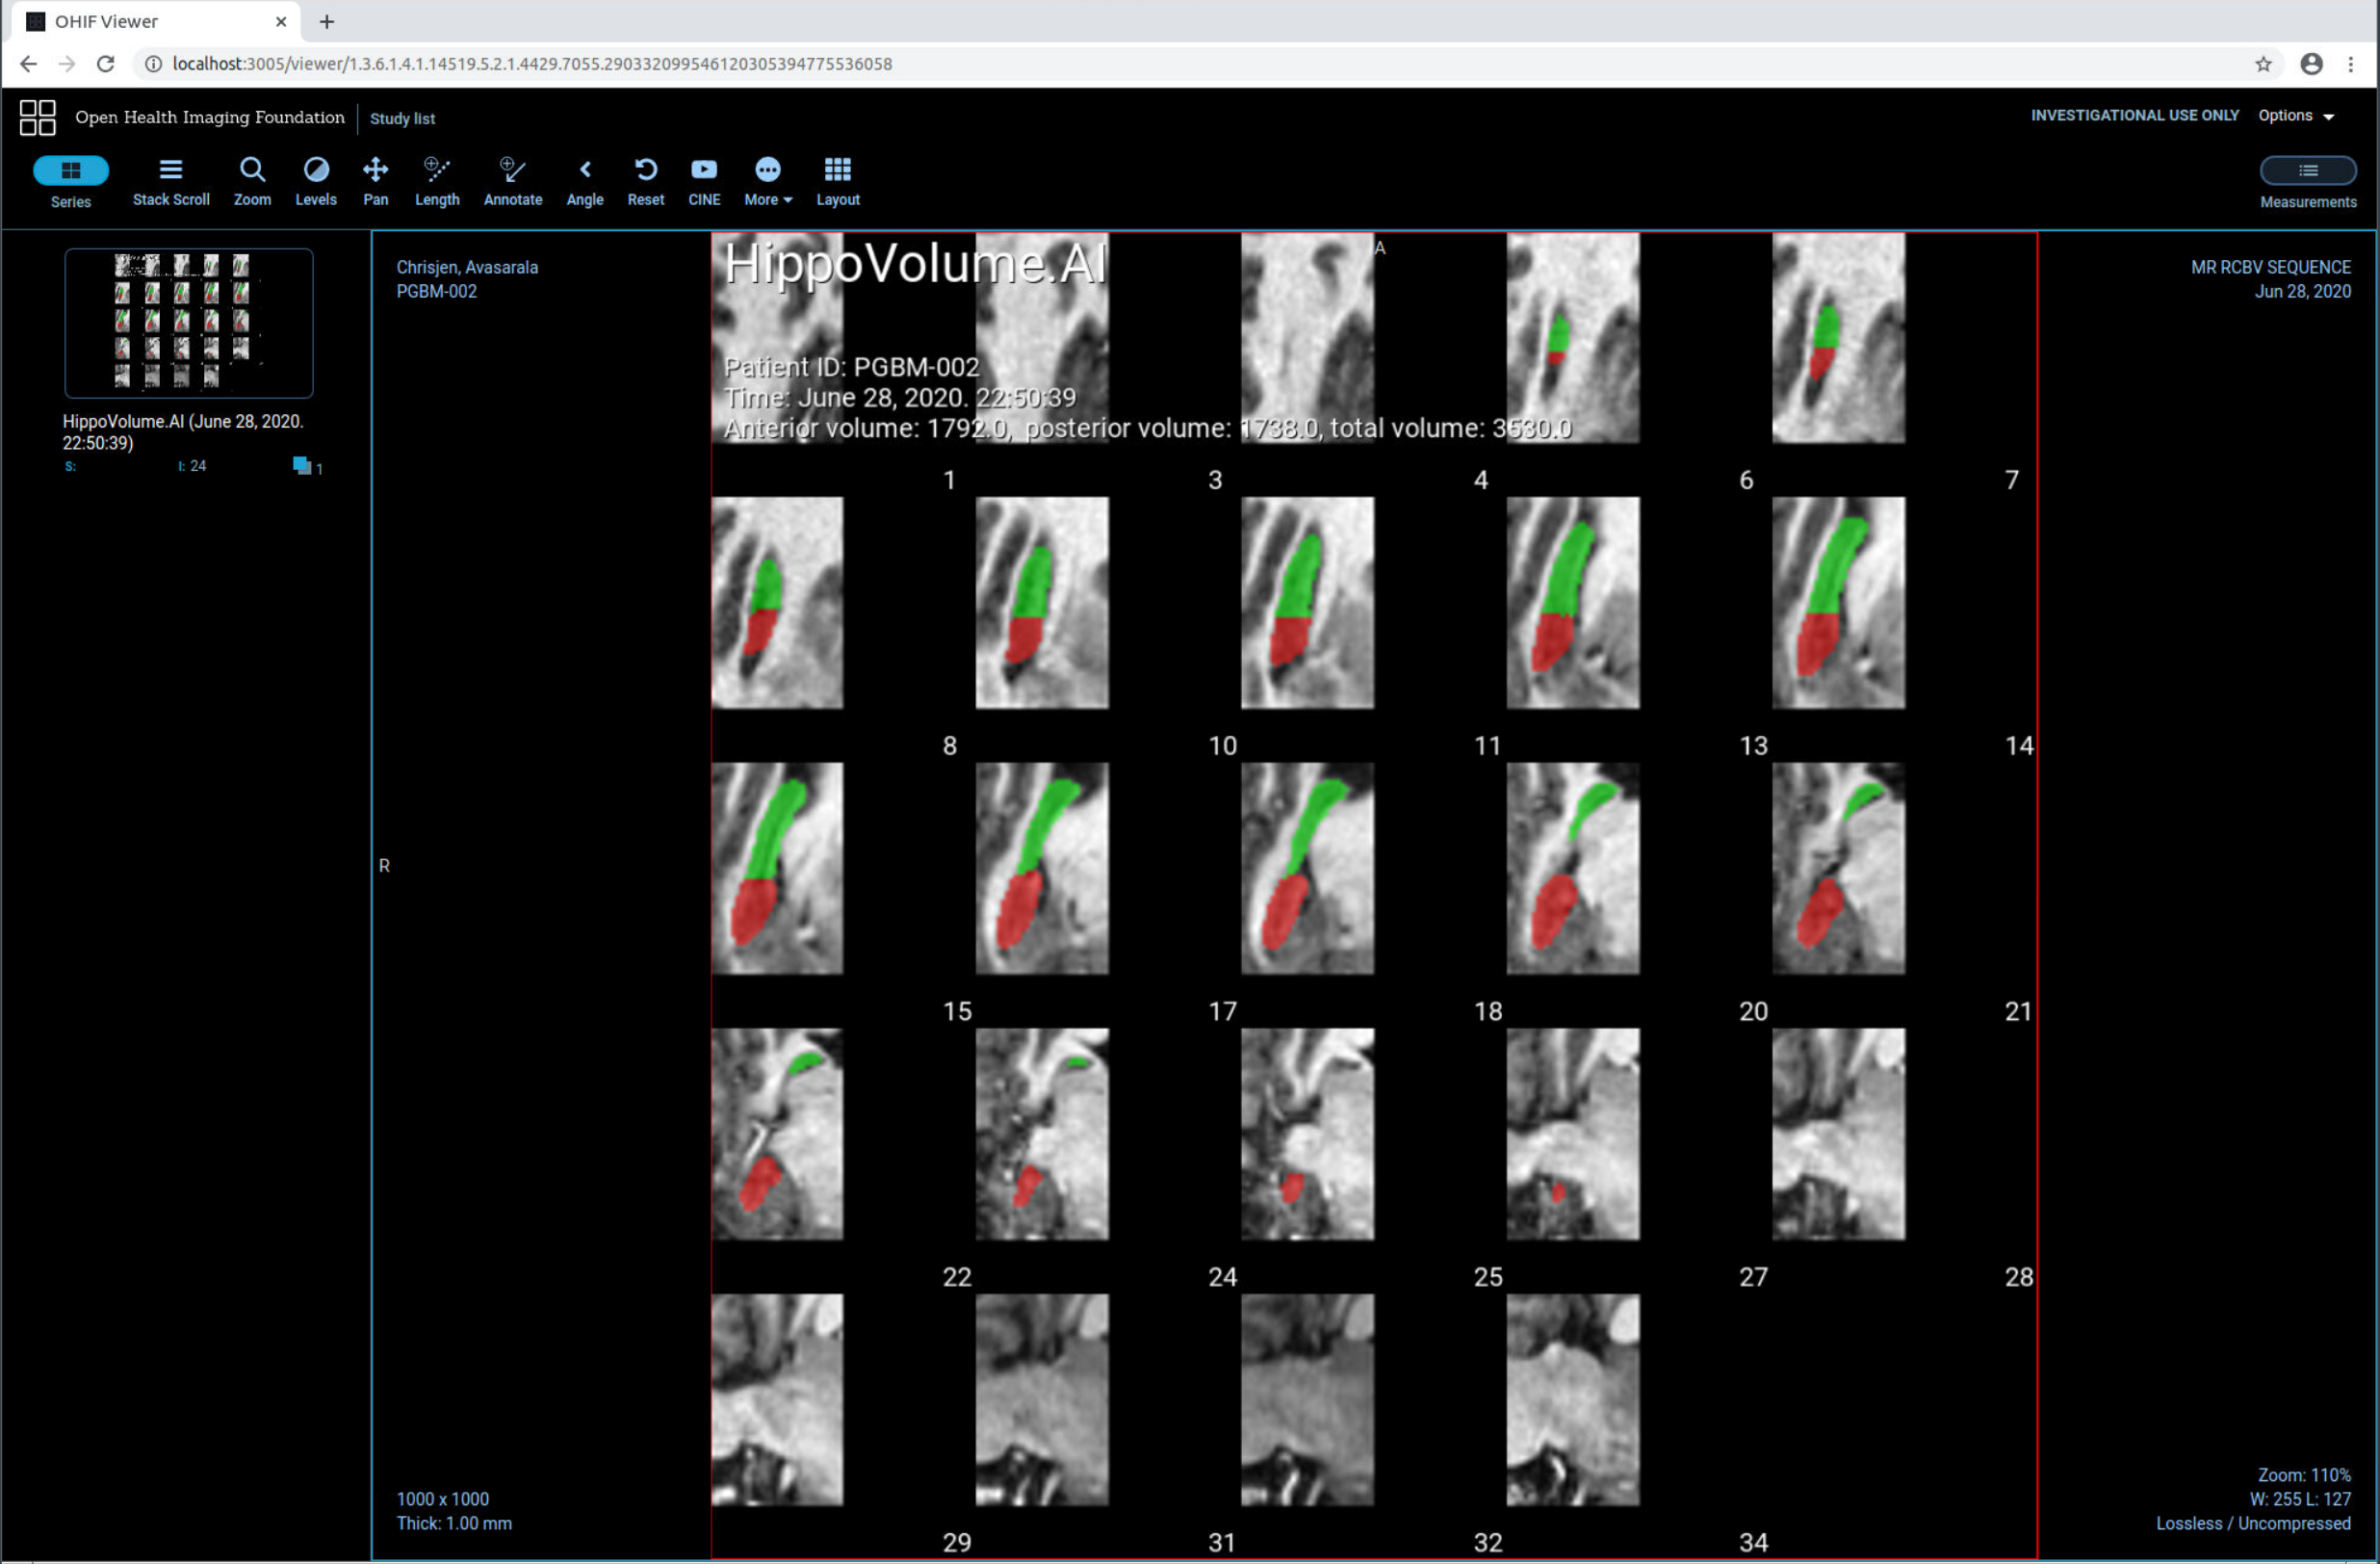 OHIF Viewer
localhost:3005/viewer/1.3.6.1.4.1.14519.5.2.1.4429.7055.290332099546120305394775536058
Open Health Imaging Foundation Study list
INVESTIGATIONAL USE ONLY Options
Series Stack Scroll Zoom Levels Pan Length Annotate Angle Reset CINE More Layout
Measurements
HippoVolume.AI (June 28, 2020.
22:50:39)
S: I: 24 1
Chrisjen, Avasarala
PGBM-002
HippoVolume.AI
A
MR RCBV SEQUENCE
Jun 28, 2020
Patient ID: PGBM-002
Time: June 28, 2020. 22:50:39
Anterior volume: 1792.0, posterior volume: 1738.0, total volume: 3530.0
1 3 4 6 7
8 10 11 13 14
R
15 17 18 20 21
22 24 25 27 28
29 31 32 34
1000 x 1000
Thick: 1.00 mm
Zoom: 110%
W: 255 L: 127
Lossless / Uncompressed